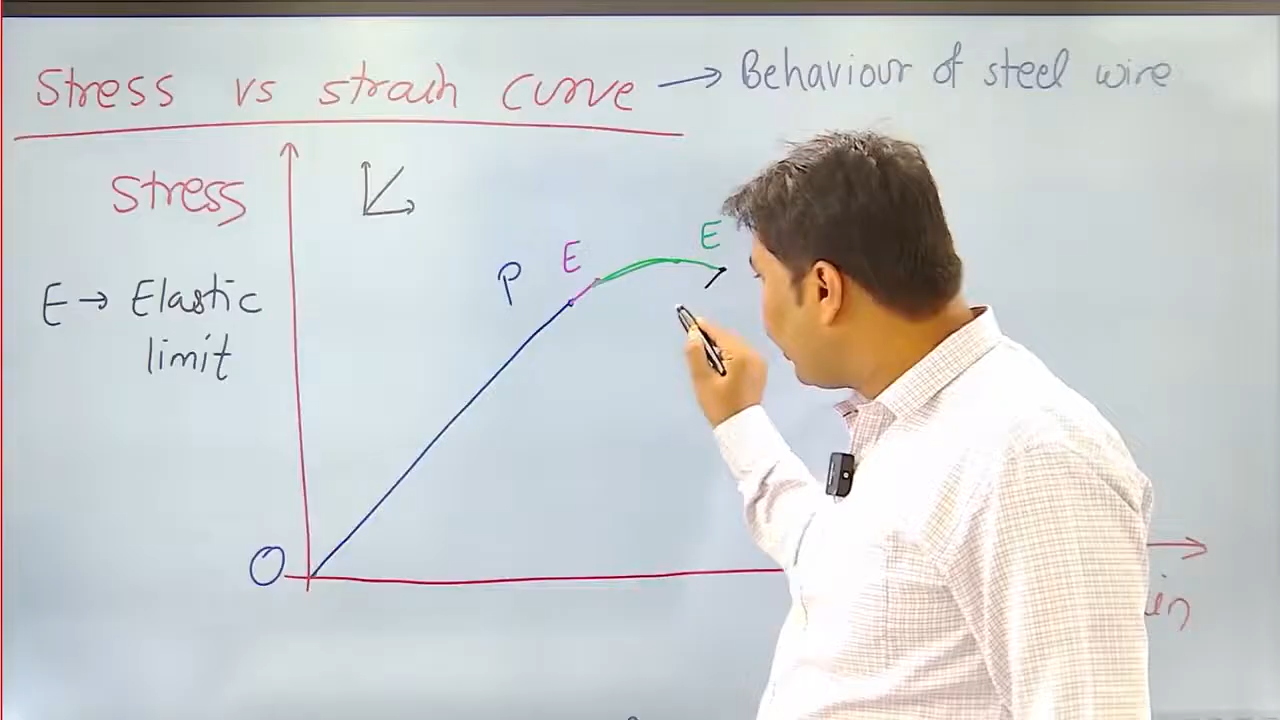 Stress vs strain curve → Behaviour of steel wire
Stress
E E
P
E → Elastic
limit
O